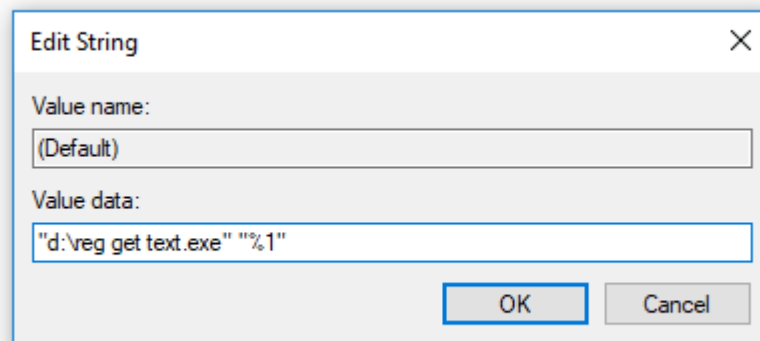 Edit String
Value name:
(Default)
Value data:
"d:\reg get text.exe" "%1"
OK Cancel